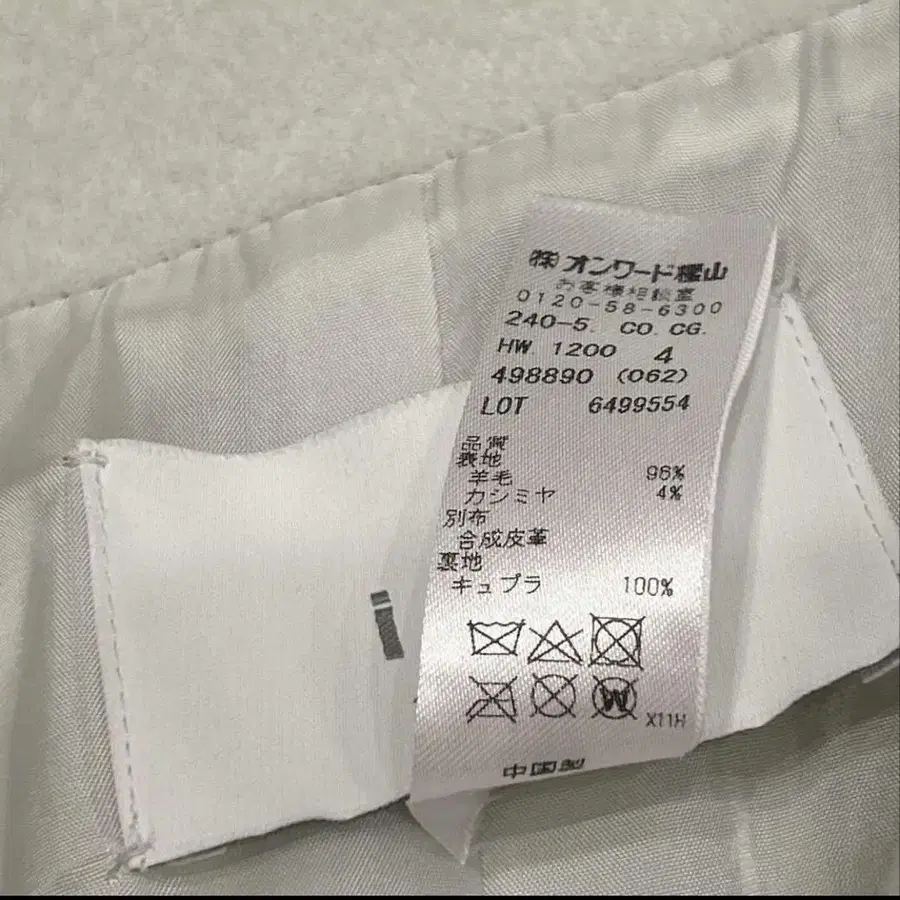 ㈱オンワード樫山
お客様相談室
0120-58-6300
240-5. CO. CG.
HW. 1200 4
498890 (062)
LOT 6499554
品質
表地
羊毛 96%
カシミヤ 4%
別布
合成皮革
裏地
キュプラ 100%
W
X11H
中国製